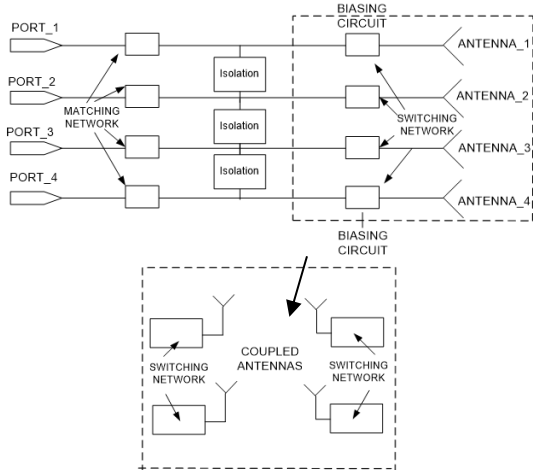 BIASING
CIRCUIT
PORT_1
ANTENNA_1
Isolation
PORT_2
ANTENNA_2
MATCHING
NETWORK
SWITCHING
NETWORK
Isolation
PORT_3
ANTENNA_3
Isolation
PORT_4
ANTENNA_4
BIASING
CIRCUIT
COUPLED
ANTENNAS
SWITCHING
NETWORK
SWITCHING
NETWORK